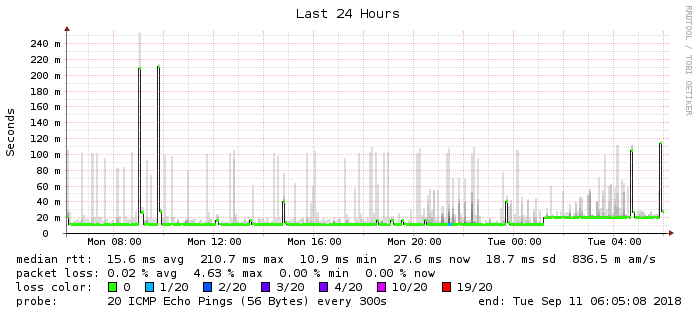 Last 24 Hours
RRDTOOL / TOBI OETIKER
Seconds
240 m
220 m
200 m
180 m
160 m
140 m
120 m
100 m
80 m
60 m
40 m
20 m
0
Mon 08:00 Mon 12:00 Mon 16:00 Mon 20:00 Tue 00:00 Tue 04:00
median rtt: 15.6 ms avg 210.7 ms max 10.9 ms min 27.6 ms now 18.7 ms sd 836.5 m am/s
packet loss: 0.02 % avg 4.63 % max 0.00 % min 0.00 % now
loss color: 0 1/20 2/20 3/20 4/20 10/20 19/20
probe: 20 ICMP Echo Pings (56 Bytes) every 300s end: Tue Sep 11 06:05:08 2018